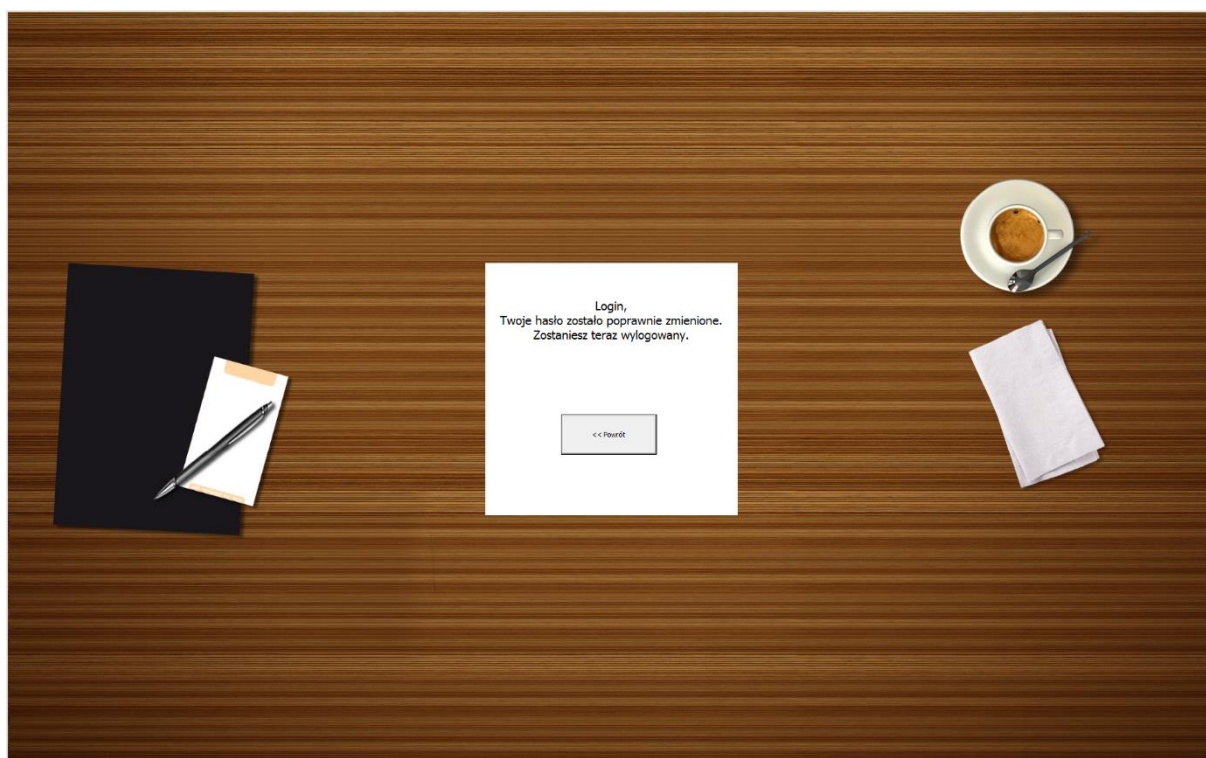 Login,
Twoje hasło zostało poprawnie zmienione.
Zostaniesz teraz wylogowany.
<< Powrót